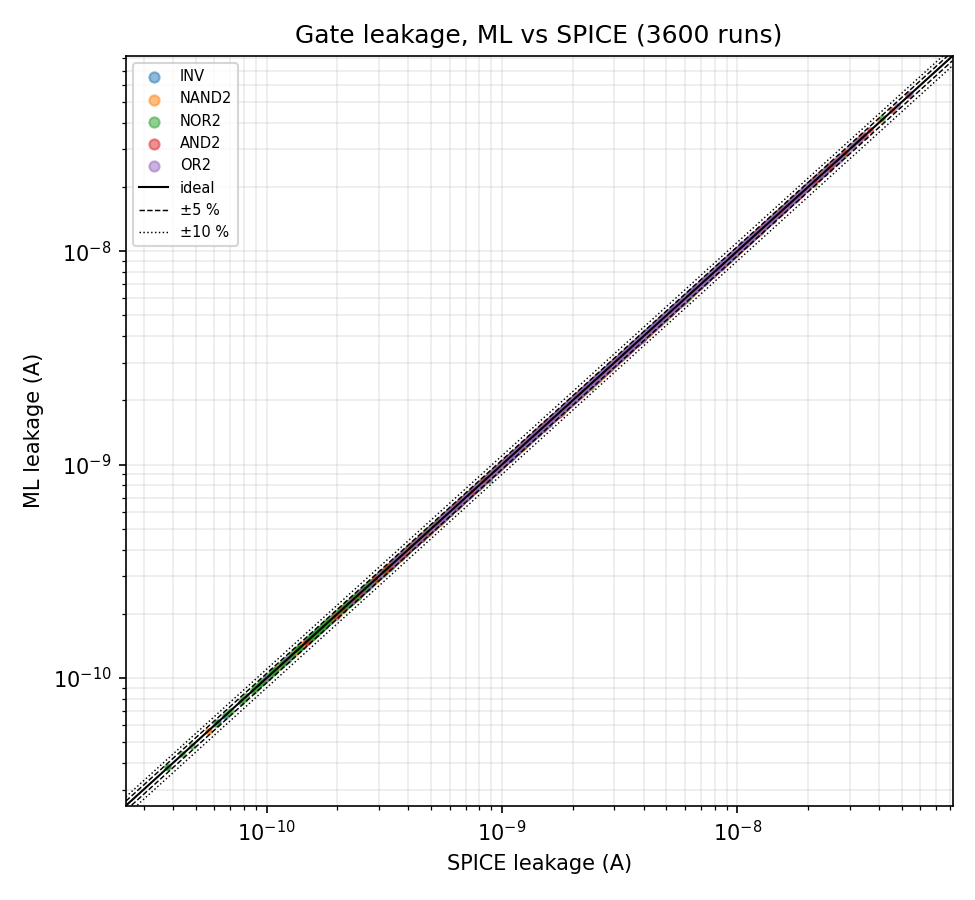 Gate leakage, ML vs SPICE (3600 runs)
INV
NAND2
NOR2
AND2
OR2
ideal
±5 %
±10 %
ML leakage (A)
10⁻⁸
10⁻⁹
10⁻¹⁰
10⁻¹⁰ 10⁻⁹ 10⁻⁸
SPICE leakage (A)